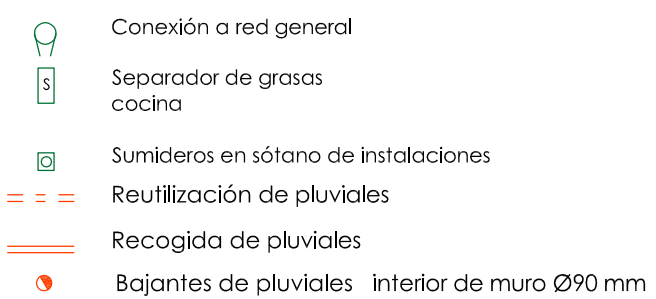 Conexión a red general
S
Separador de grasas
cocina
Sumideros en sótano de instalaciones
Reutilización de pluviales
Recogida de pluviales
Bajantes de pluviales interior de muro Ø90 mm